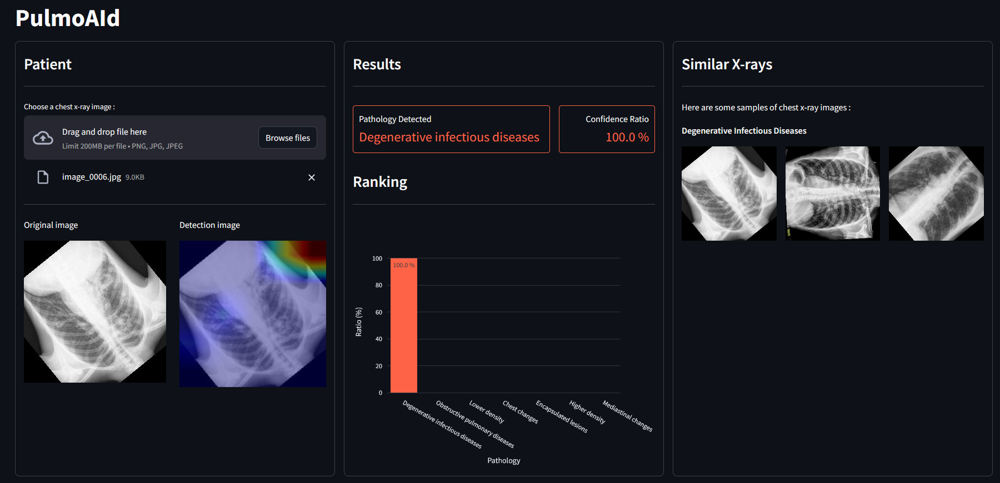 PulmoAId
Patient
Choose a chest x-ray image :
Drag and drop file here
Limit 200MB per file • PNG, JPG, JPEG
Browse files
image_0006.jpg 9.0KB
Original image
Detection image
Results
Pathology Detected
Degenerative infectious diseases
Confidence Ratio
100.0 %
Ranking
100
80
60
40
20
0
Ratio (%)
100.0 %
Degenerative infectious diseases
Obstructive pulmonary diseases
Lower density
Chest changes
Encapsulated lesions
Higher density
Mediastinal changes
Pathology
Similar X-rays
Here are some samples of chest x-ray images :
Degenerative Infectious Diseases